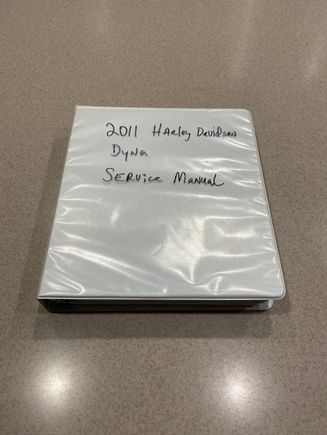 2011 Harley Davidson
Dyna
Service Manual